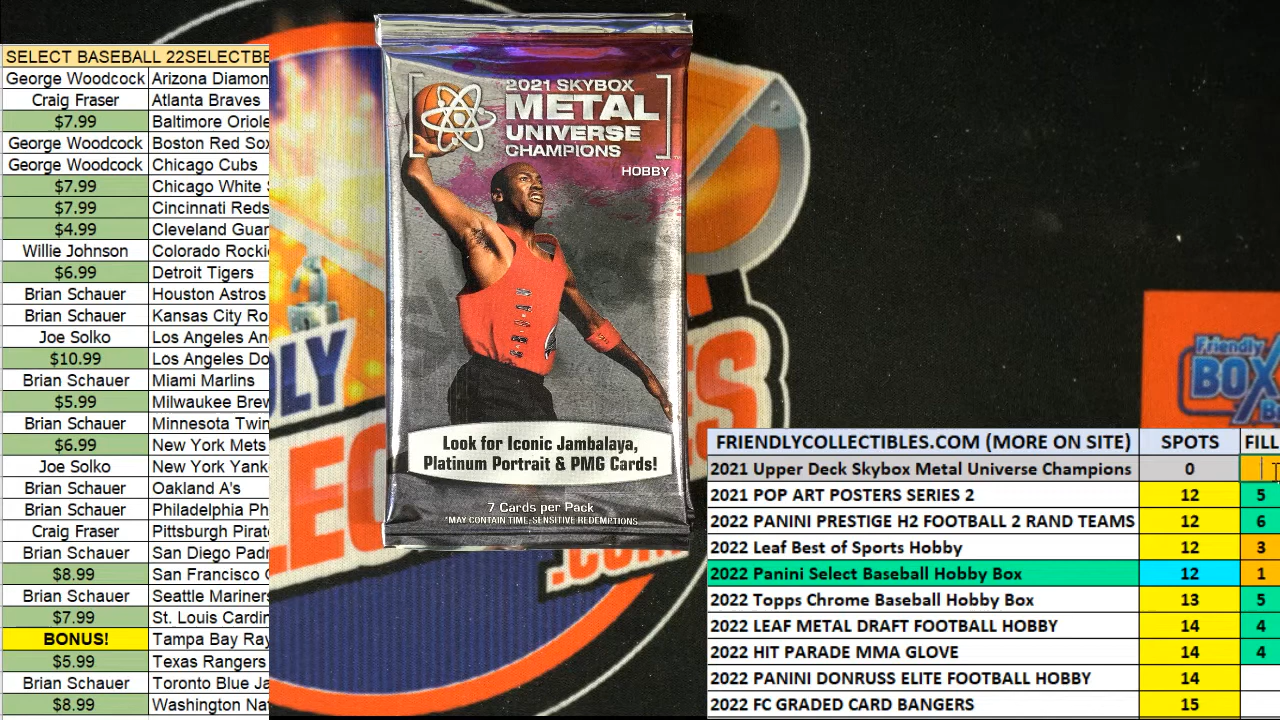 SELECT BASEBALL 22SELECTBE
George Woodcock Arizona Diamon
Craig Fraser Atlanta Braves
$7.99 Baltimore Oriole
George Woodcock Boston Red Sox
George Woodcock Chicago Cubs
$7.99 Chicago White S
$7.99 Cincinnati Reds
$4.99 Cleveland Guar
Willie Johnson Colorado Rocki
$6.99 Detroit Tigers
Brian Schauer Houston Astros
Brian Schauer Kansas City Ro
Joe Solko Los Angeles An
$10.99 Los Angeles Do
Brian Schauer Miami Marlins
$5.99 Milwaukee Brew
Brian Schauer Minnesota Twin
$6.99 New York Mets
Joe Solko New York Yank
Brian Schauer Oakland A's
Brian Schauer Philadelphia Ph
Craig Fraser Pittsburgh Pirat
Brian Schauer San Diego Padr
$8.99 San Francisco G
Brian Schauer Seattle Mariners
$7.99 St. Louis Cardin
BONUS! Tampa Bay Ray
$5.99 Texas Rangers
Brian Schauer Toronto Blue Ja
$8.99 Washington Nat
2021 SKYBOX
METAL
UNIVERSE
CHAMPIONS
HOBBY
Look for Iconic Jambalaya,
Platinum Portrait & PMG Cards!
7 Cards per Pack
*MAY CONTAIN TIME-SENSITIVE REDEMPTIONS
DLY
.COM
Friendly
BOX
FRIENDLYCOLLECTIBLES.COM (MORE ON SITE) SPOTS FILL
2021 Upper Deck Skybox Metal Universe Champions 0
2021 POP ART POSTERS SERIES 2 12 5
2022 PANINI PRESTIGE H2 FOOTBALL 2 RAND TEAMS 12 6
2022 Leaf Best of Sports Hobby 12 3
2022 Panini Select Baseball Hobby Box 12 1
2022 Topps Chrome Baseball Hobby Box 13 5
2022 LEAF METAL DRAFT FOOTBALL HOBBY 14 4
2022 HIT PARADE MMA GLOVE 14 4
2022 PANINI DONRUSS ELITE FOOTBALL HOBBY 14
2022 FC GRADED CARD BANGERS 15